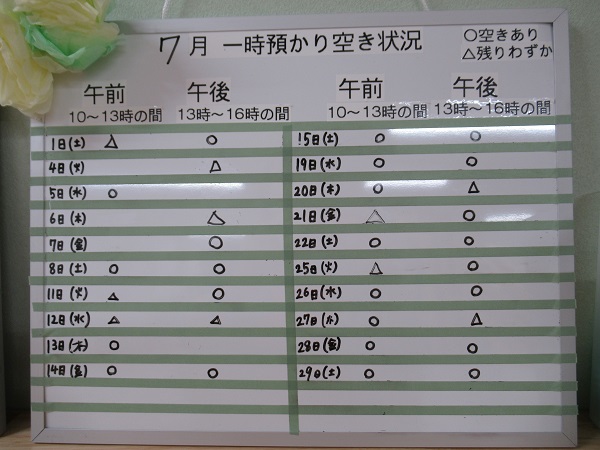 7月 一時預かり空き状況
○空きあり
△残りわずか
午前 午後 午前 午後
10～13時の間 13時～16時の間 10～13時の間 13時～16時の間
1日(土) △ ○
4日(火) △
5日(水) ○
6日(木) △
7日(金) ○
8日(土) ○ ○
11日(火) △ ○
12日(水) △ △
13日(木) ○
14日(金) ○ ○
15日(土) ○ ○
19日(水) ○ ○
20日(木) ○ △
21日(金) △ ○
22日(土) ○ ○
25日(火) △ ○
26日(水) ○ ○
27日(木) ○ △
28日(金) ○ ○
29日(土) ○ ○